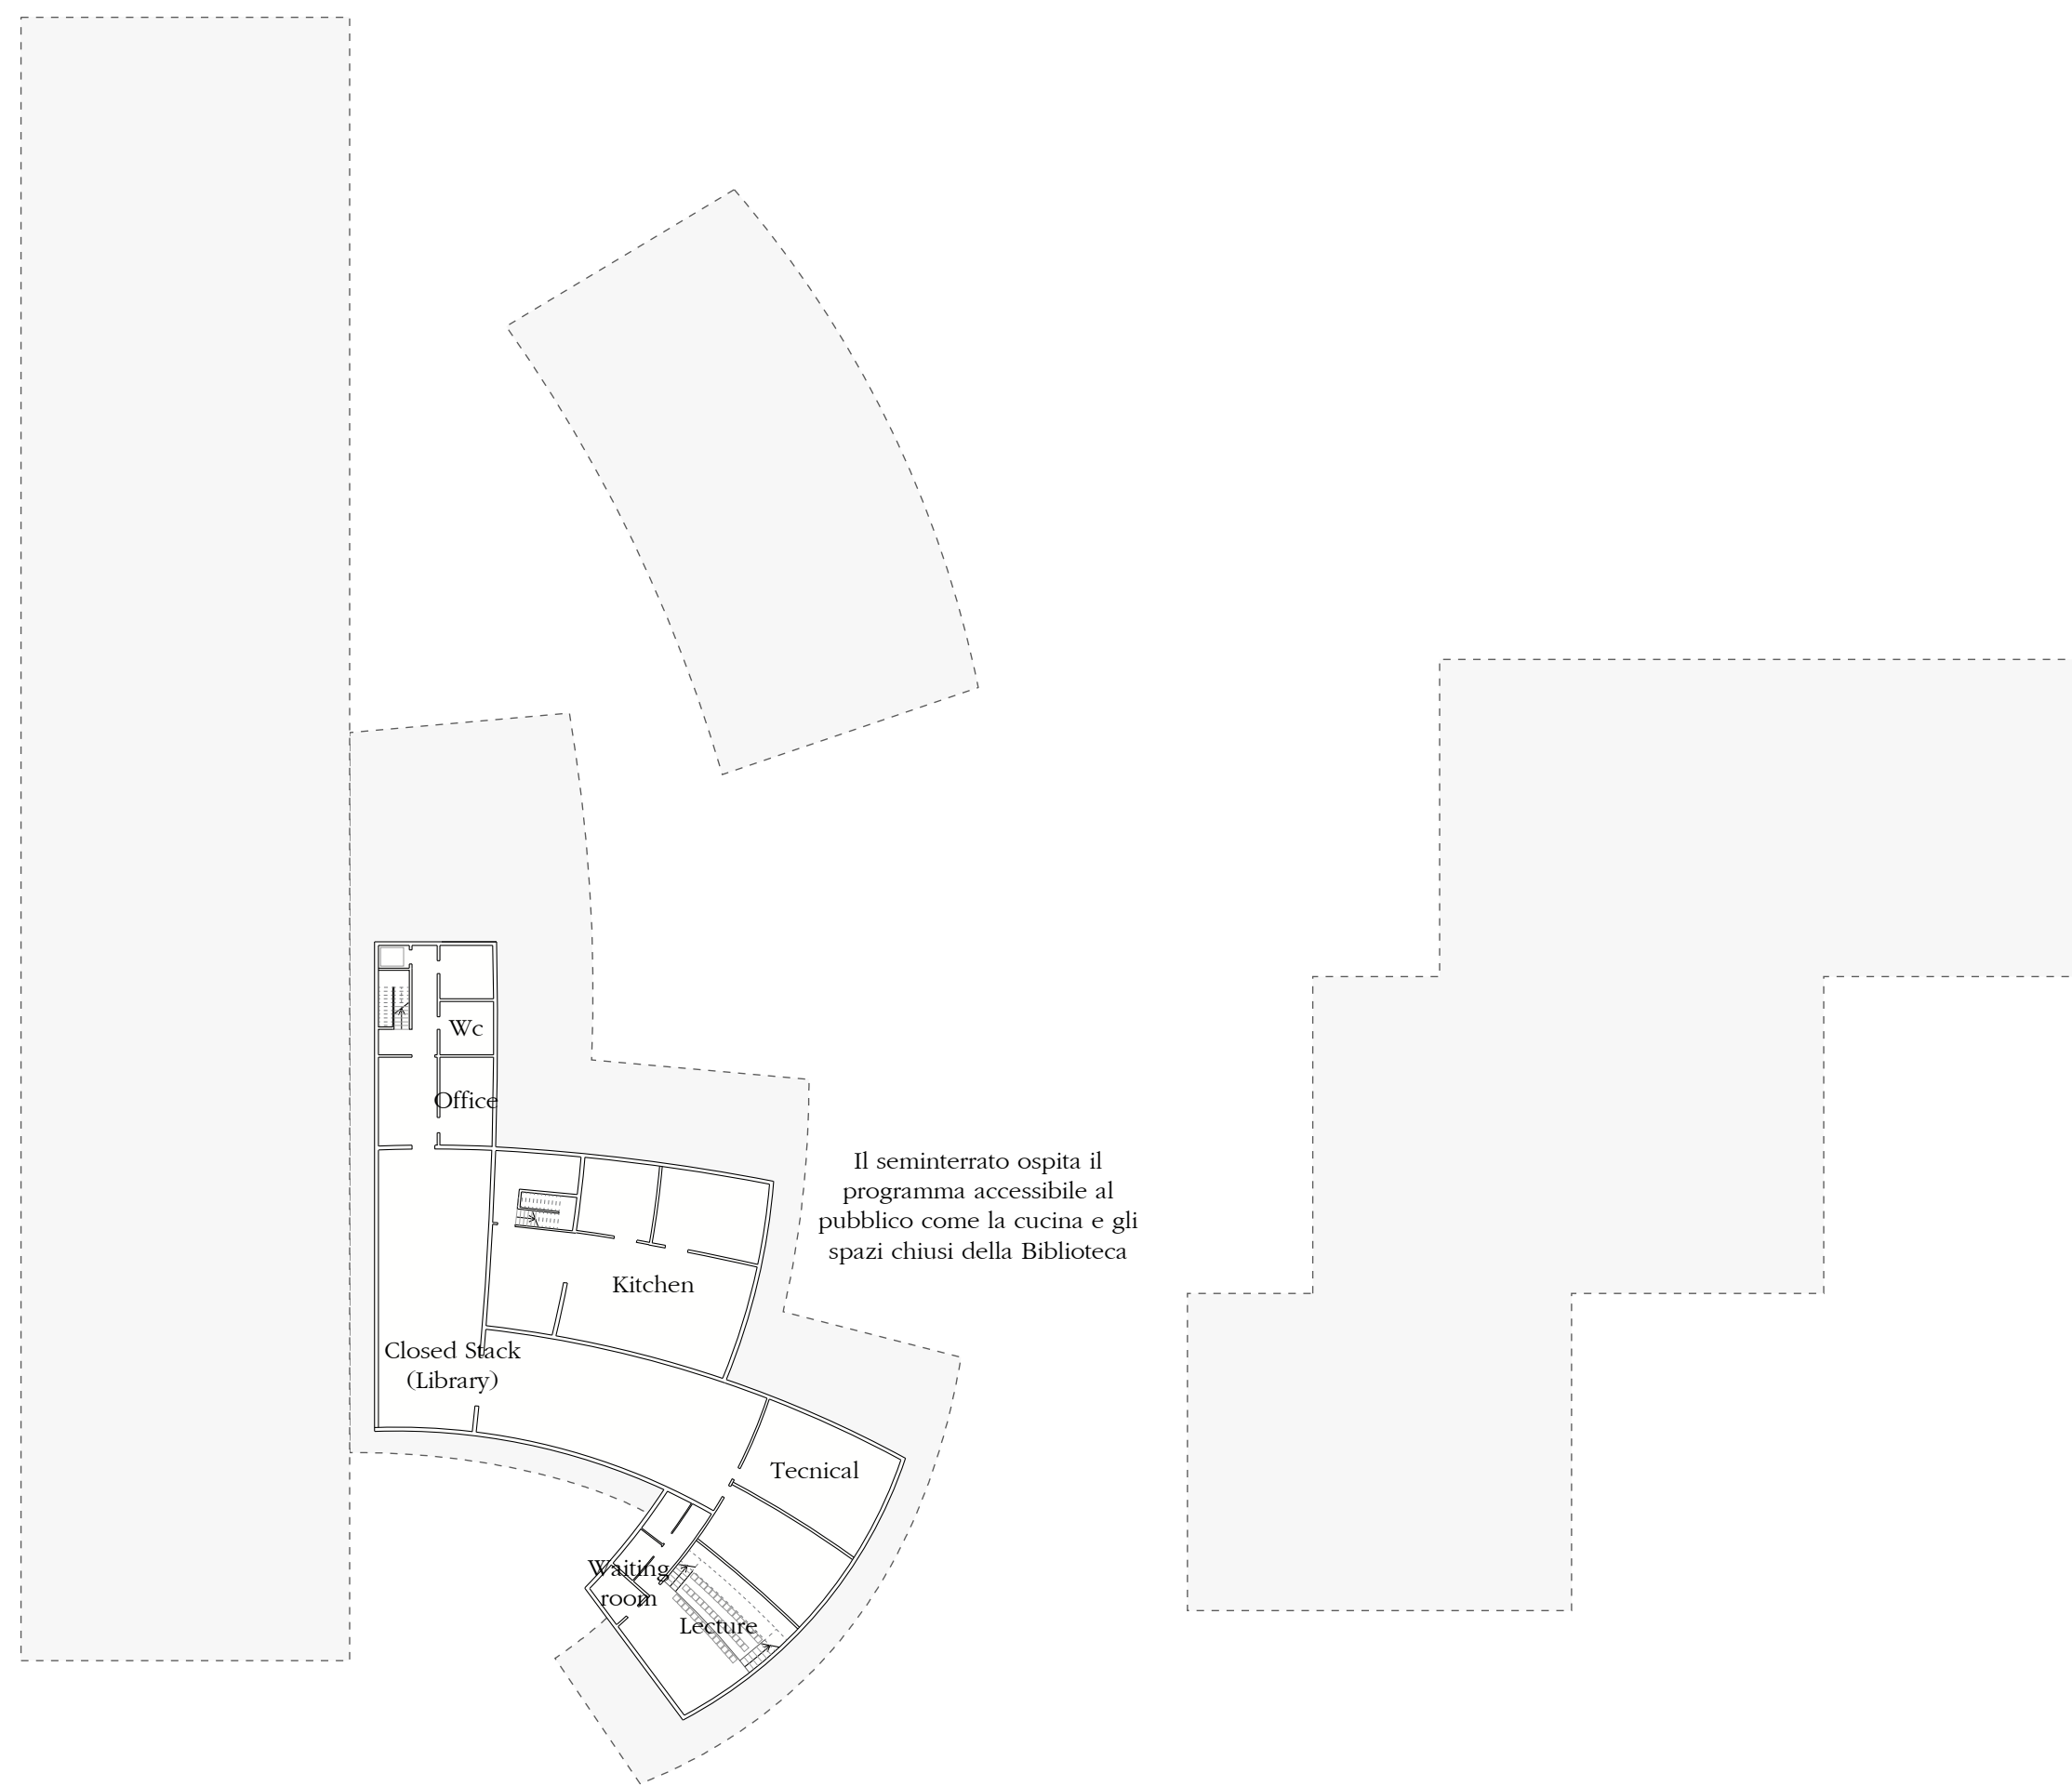 Wc
Office
Il seminterrato ospita il
programma accessibile al
pubblico come la cucina e gli
spazi chiusi della Biblioteca
Kitchen
Closed Stack
(Library)
Tecnical
Waiting
room
Lecture